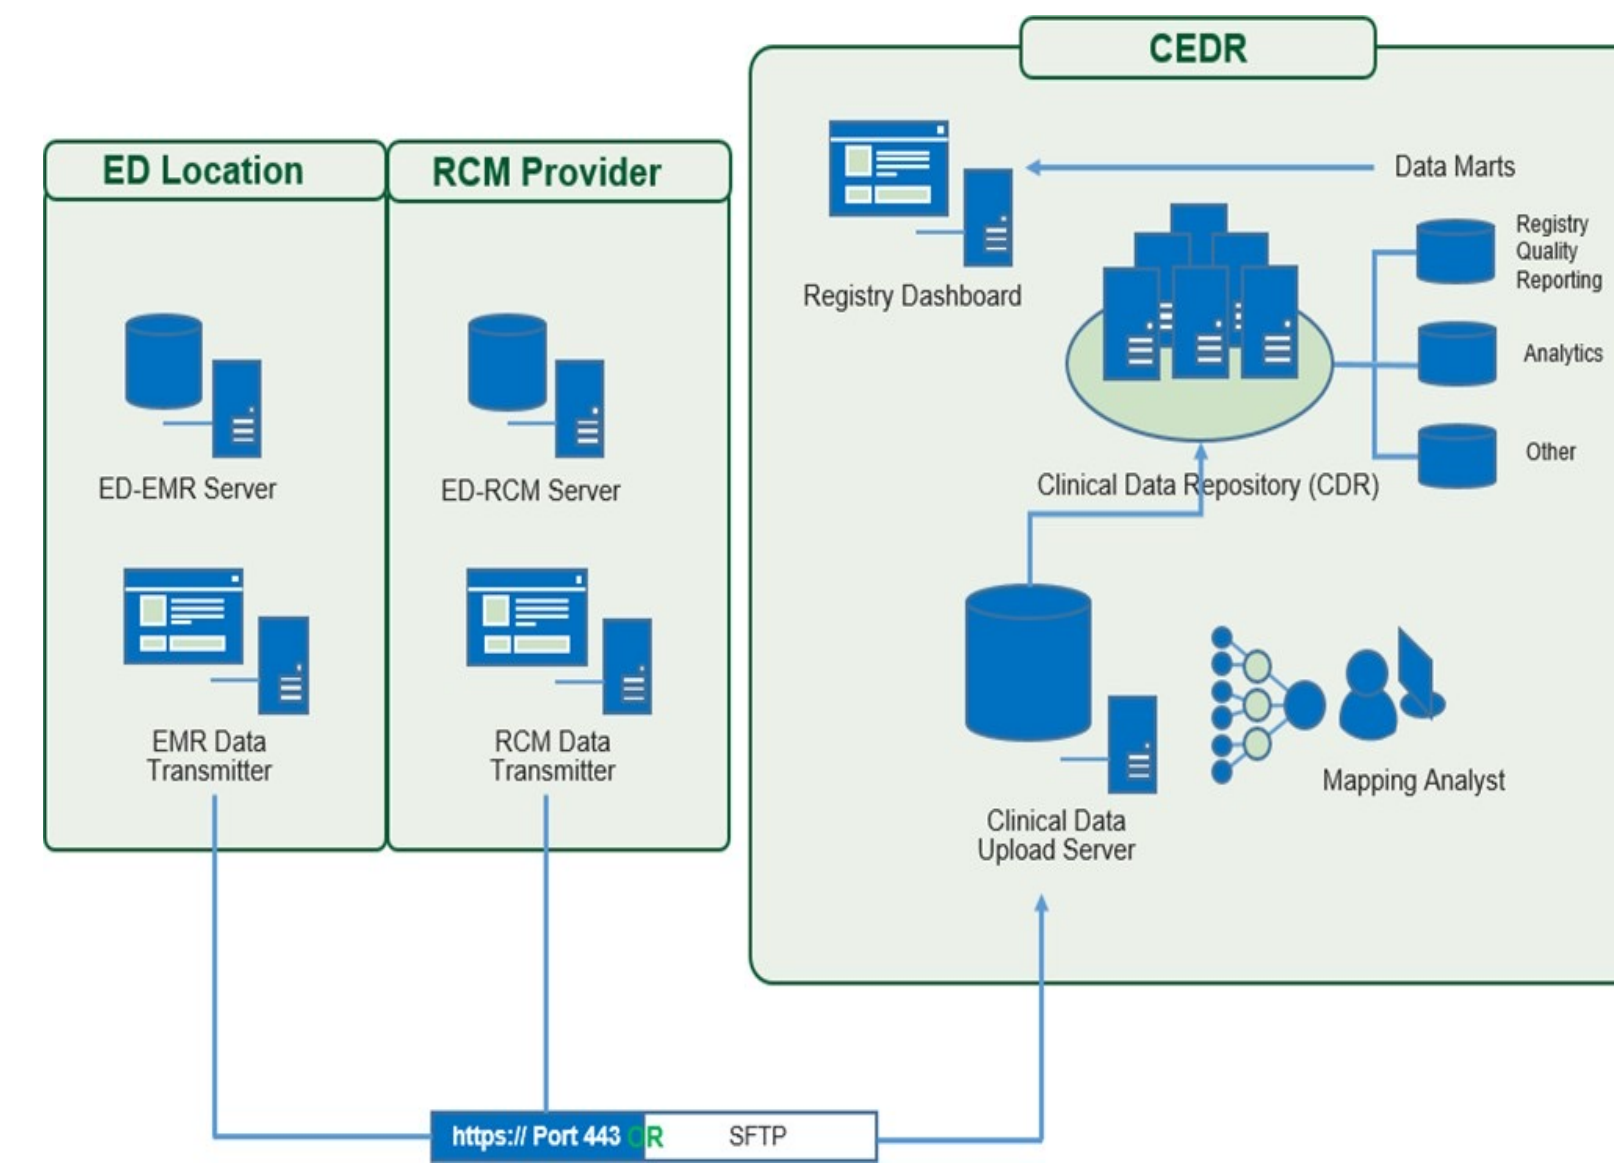 CEDR
ED Location
RCM Provider
Data Marts
Registry
Quality
Reporting
Registry Dashboard
Analytics
Other
ED-EMR Server
ED-RCM Server
Clinical Data Repository (CDR)
EMR Data
Transmitter
RCM Data
Transmitter
Mapping Analyst
Clinical Data
Upload Server
https:// Port 443 OR SFTP